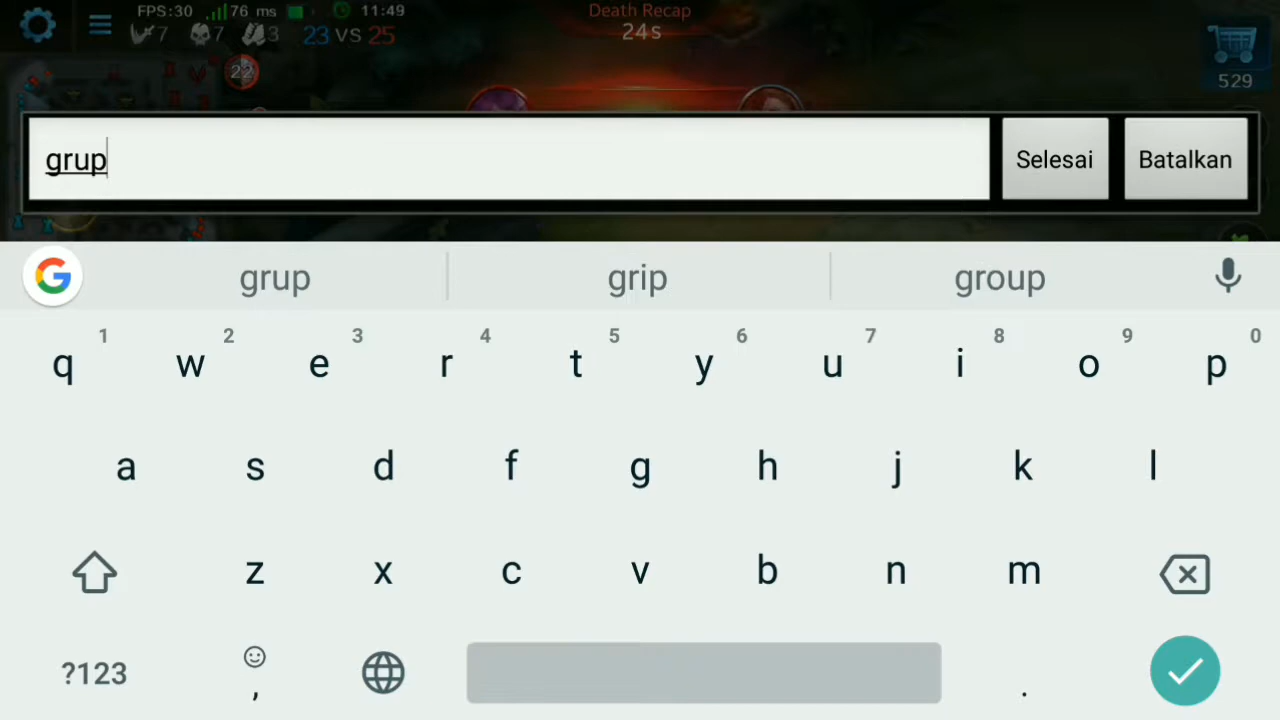 FPS:30 76 ms 11:49
7 7 3 23 VS 25
Death Recap
24s
22
529
grup
Selesai
Batalkan
G grup grip group
1 2 3 4 5 6 7 8 9 0
q w e r t y u i o p
a s d f g h j k l
z x c v b n m
?123 , .